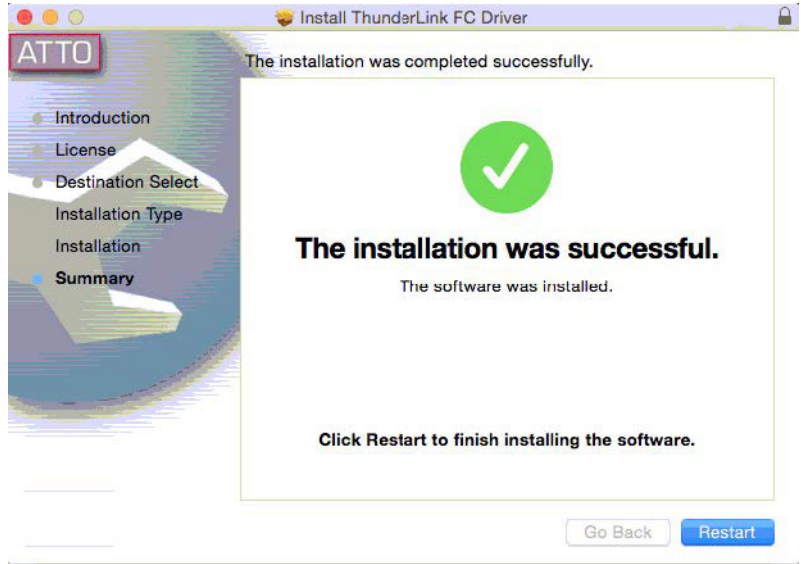 Install ThunderLink FC Driver
ATTO
The installation was completed successfully.
Introduction
License
Destination Select
Installation Type
Installation
Summary
The installation was successful.
The software was installed.
Click Restart to finish installing the software.
Go Back
Restart